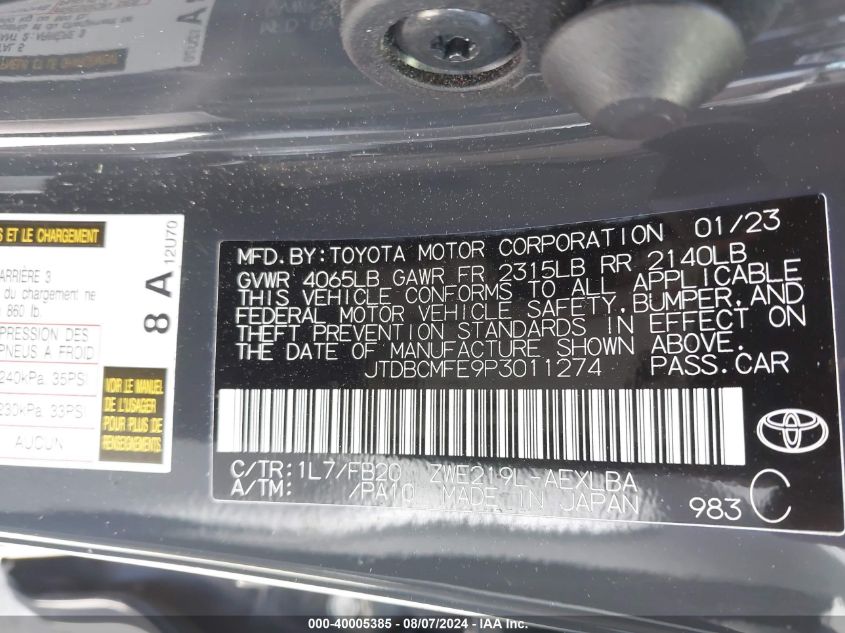 S ET LE CHARGEMENT
ARRIÈRE 3
du chargement ne
860 lb.
PRESSION DES
PNEUS A FROID
240kPa, 35PSI
230kPa, 33PSI
AUCUN
VOIR LE MANUEL
DE L'USAGER
POUR PLUS DE
RENSEIGNEMENTS.
8 A
12U70
MFD. BY: TOYOTA MOTOR CORPORATION 01/23
GVWR 4065LB GAWR FR 2315LB RR 2140LB
THIS VEHICLE CONFORMS TO ALL APPLICABLE
FEDERAL MOTOR VEHICLE SAFETY, BUMPER, AND
THEFT PREVENTION STANDARDS IN EFFECT ON
THE DATE OF MANUFACTURE SHOWN ABOVE.
JTDBCMFE9P3011274 PASS.CAR
C/TR: 1L7/FB20 ZWE219L-AEXLBA
A/TM: /PA10 MADE IN JAPAN
983 C
000-40005385 - 08/07/2024 - IAA Inc.